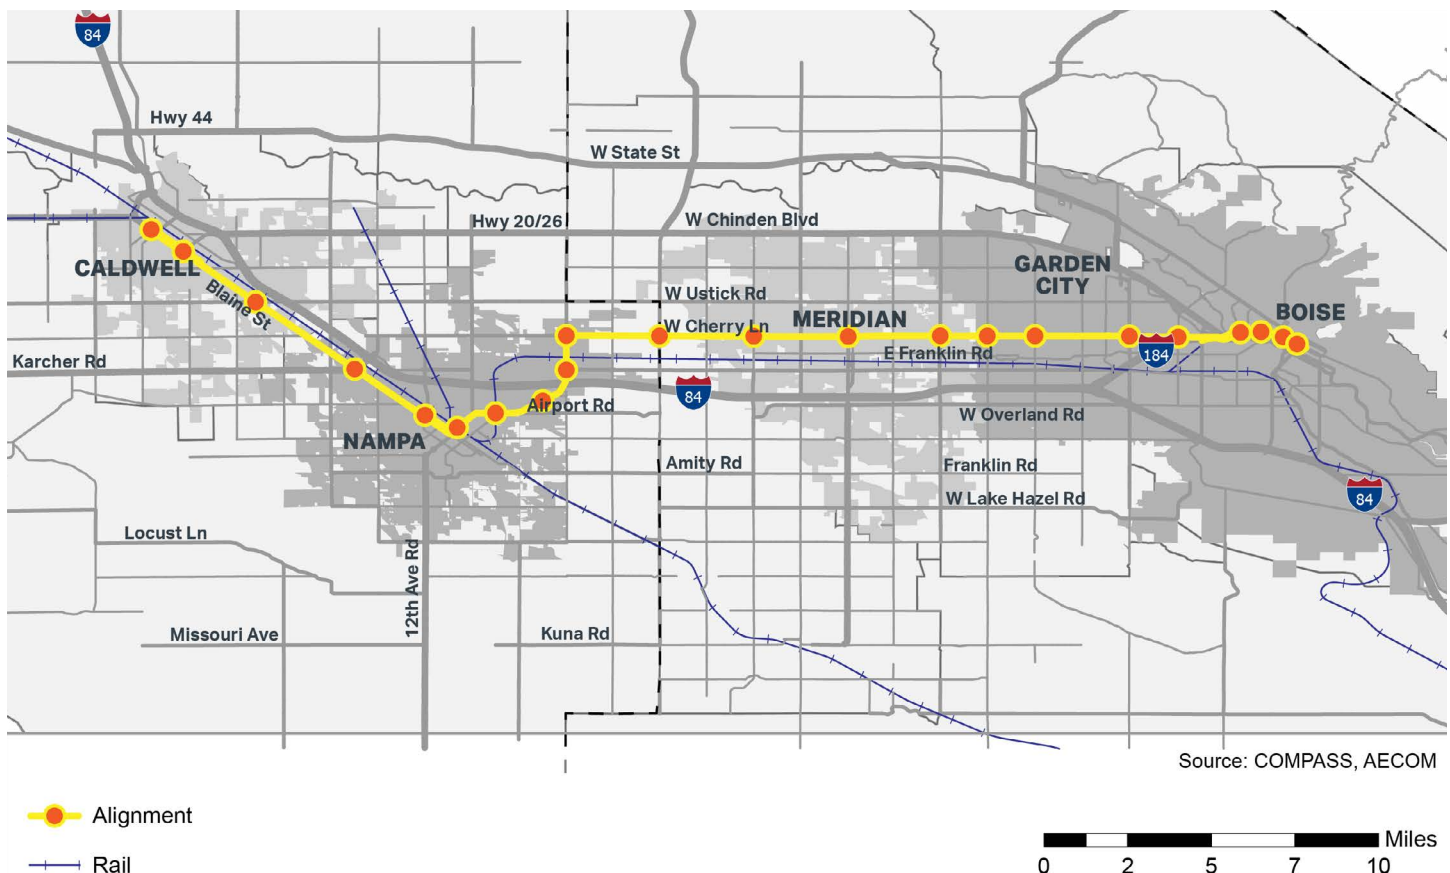 84
Hwy 44
W State St
Hwy 20/26
W Chinden Blvd
CALDWELL
GARDEN
CITY
Blaine St
W Ustick Rd
W Cherry Ln
MERIDIAN
BOISE
Karcher Rd
E Franklin Rd
184
84
Airport Rd
W Overland Rd
NAMPA
Amity Rd
Franklin Rd
W Lake Hazel Rd
84
Locust Ln
12th Ave Rd
Missouri Ave
Kuna Rd
Source: COMPASS, AECOM
Alignment
Rail
Miles
0 2 5 7 10